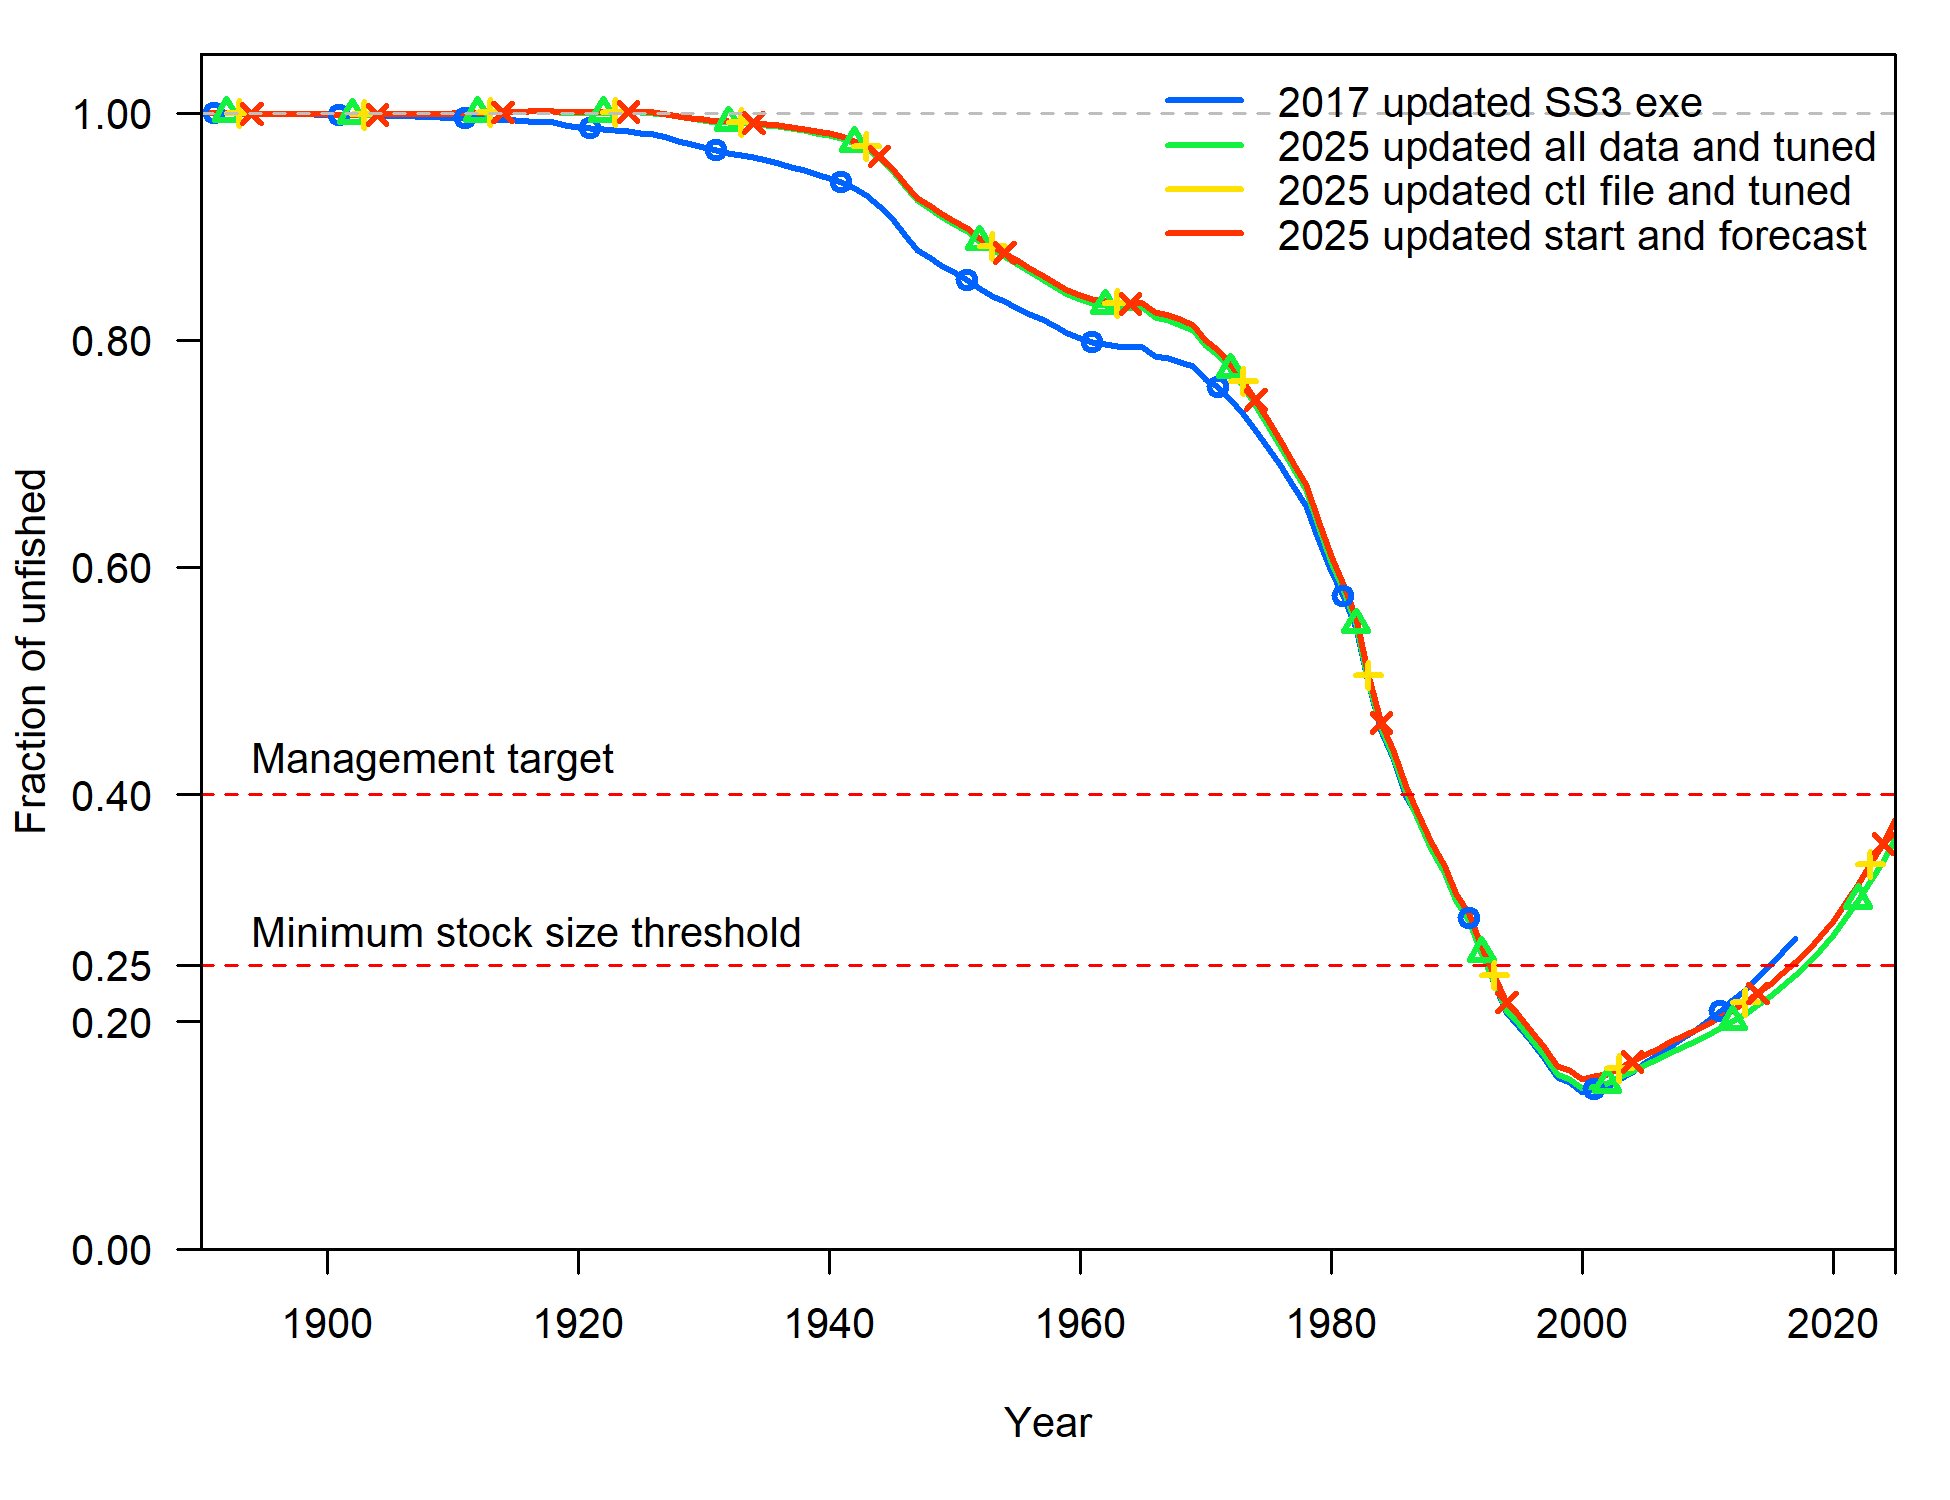 1.00
0.80
0.60
0.40
0.25
0.20
0.00
Fraction of unfished
2017 updated SS3 exe
2025 updated all data and tuned
2025 updated ctl file and tuned
2025 updated start and forecast
Management target
Minimum stock size threshold
1900 1920 1940 1960 1980 2000 2020
Year